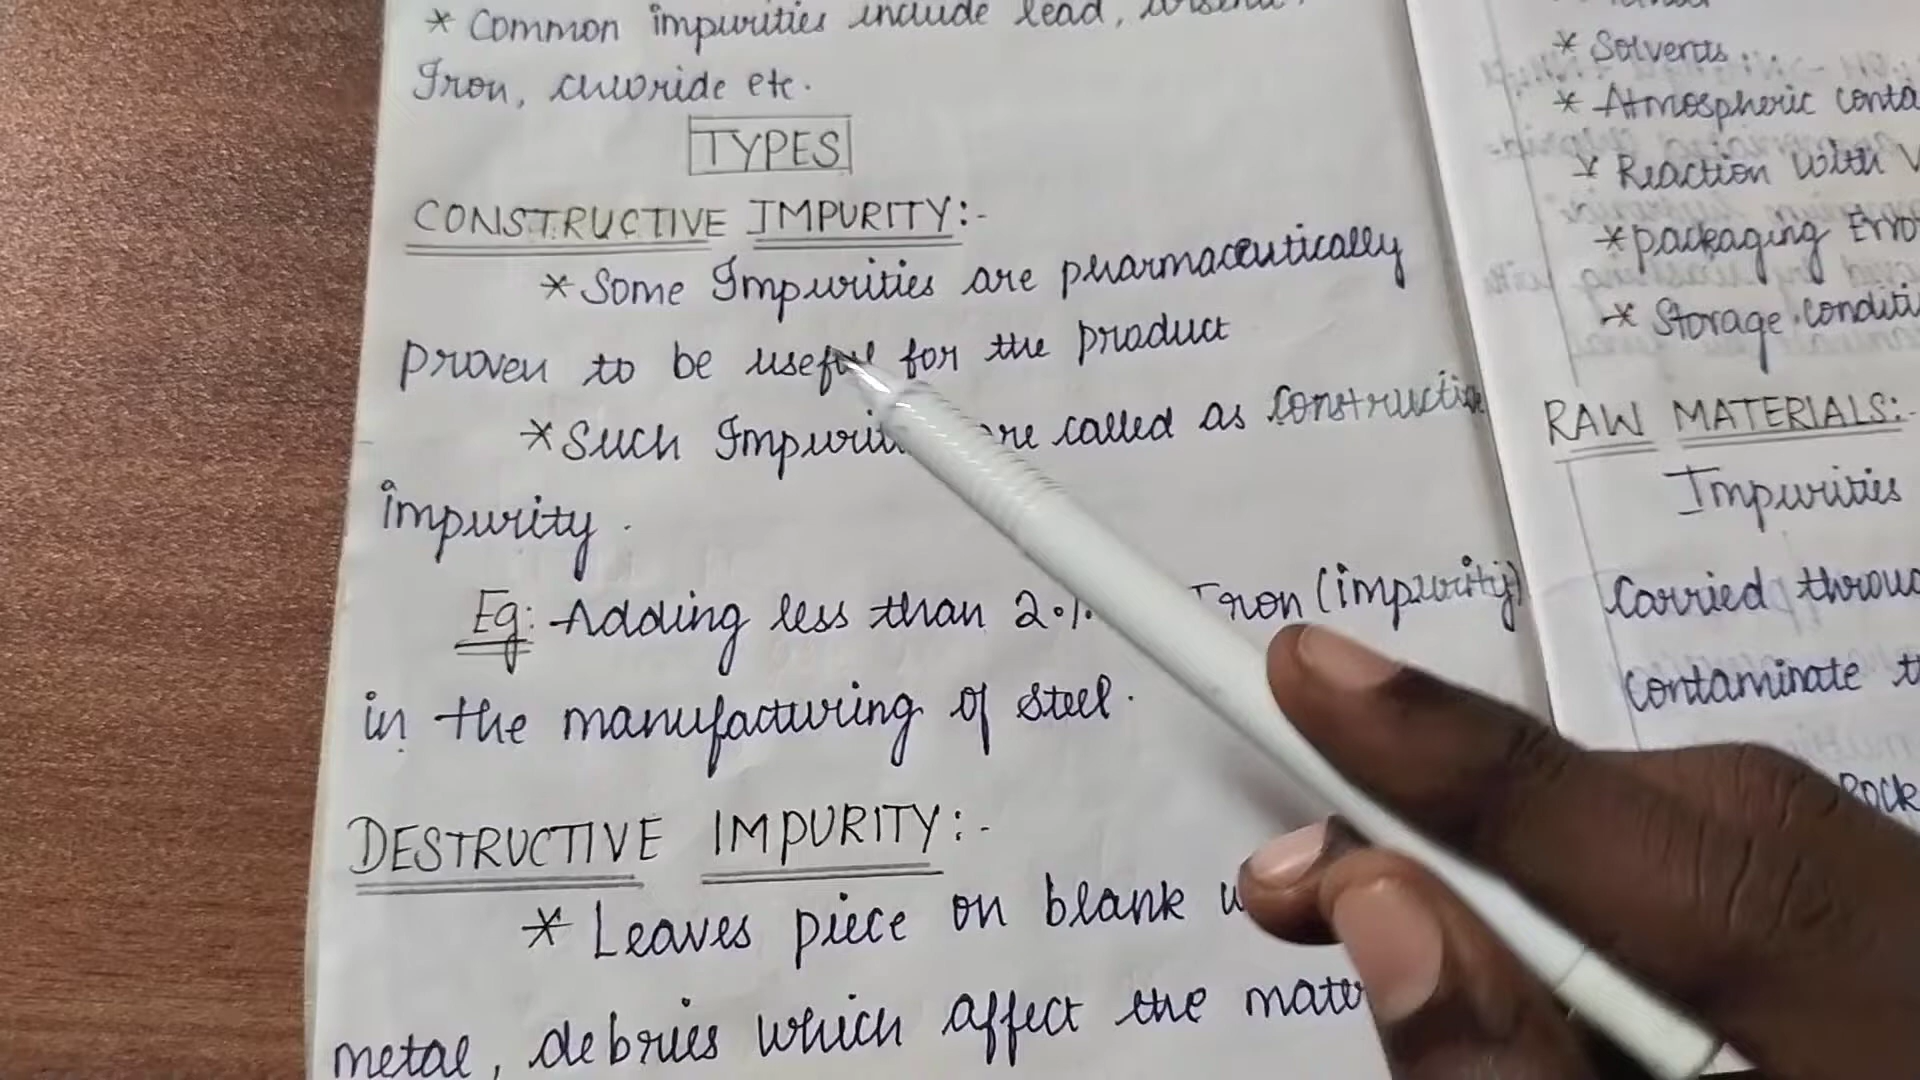 * Common impurities include lead,
Iron, chloride etc.
TYPES
CONSTRUCTIVE IMPURITY:-
* Some Impurities are pharmaceutically
proven to be useful for the product
* Such are called as constructive
impurity.
Eg: Adding less than 2% Iron (impurity)
in the manufacturing of steel.
DESTRUCTIVE IMPURITY:-
* Leaves piece on blank
metal, debries which affect the
* Solvents
* Atmospheric
* Reaction with
* packaging
* Storage
RAW MATERIALS:-
Impurities
Carried
contaminate